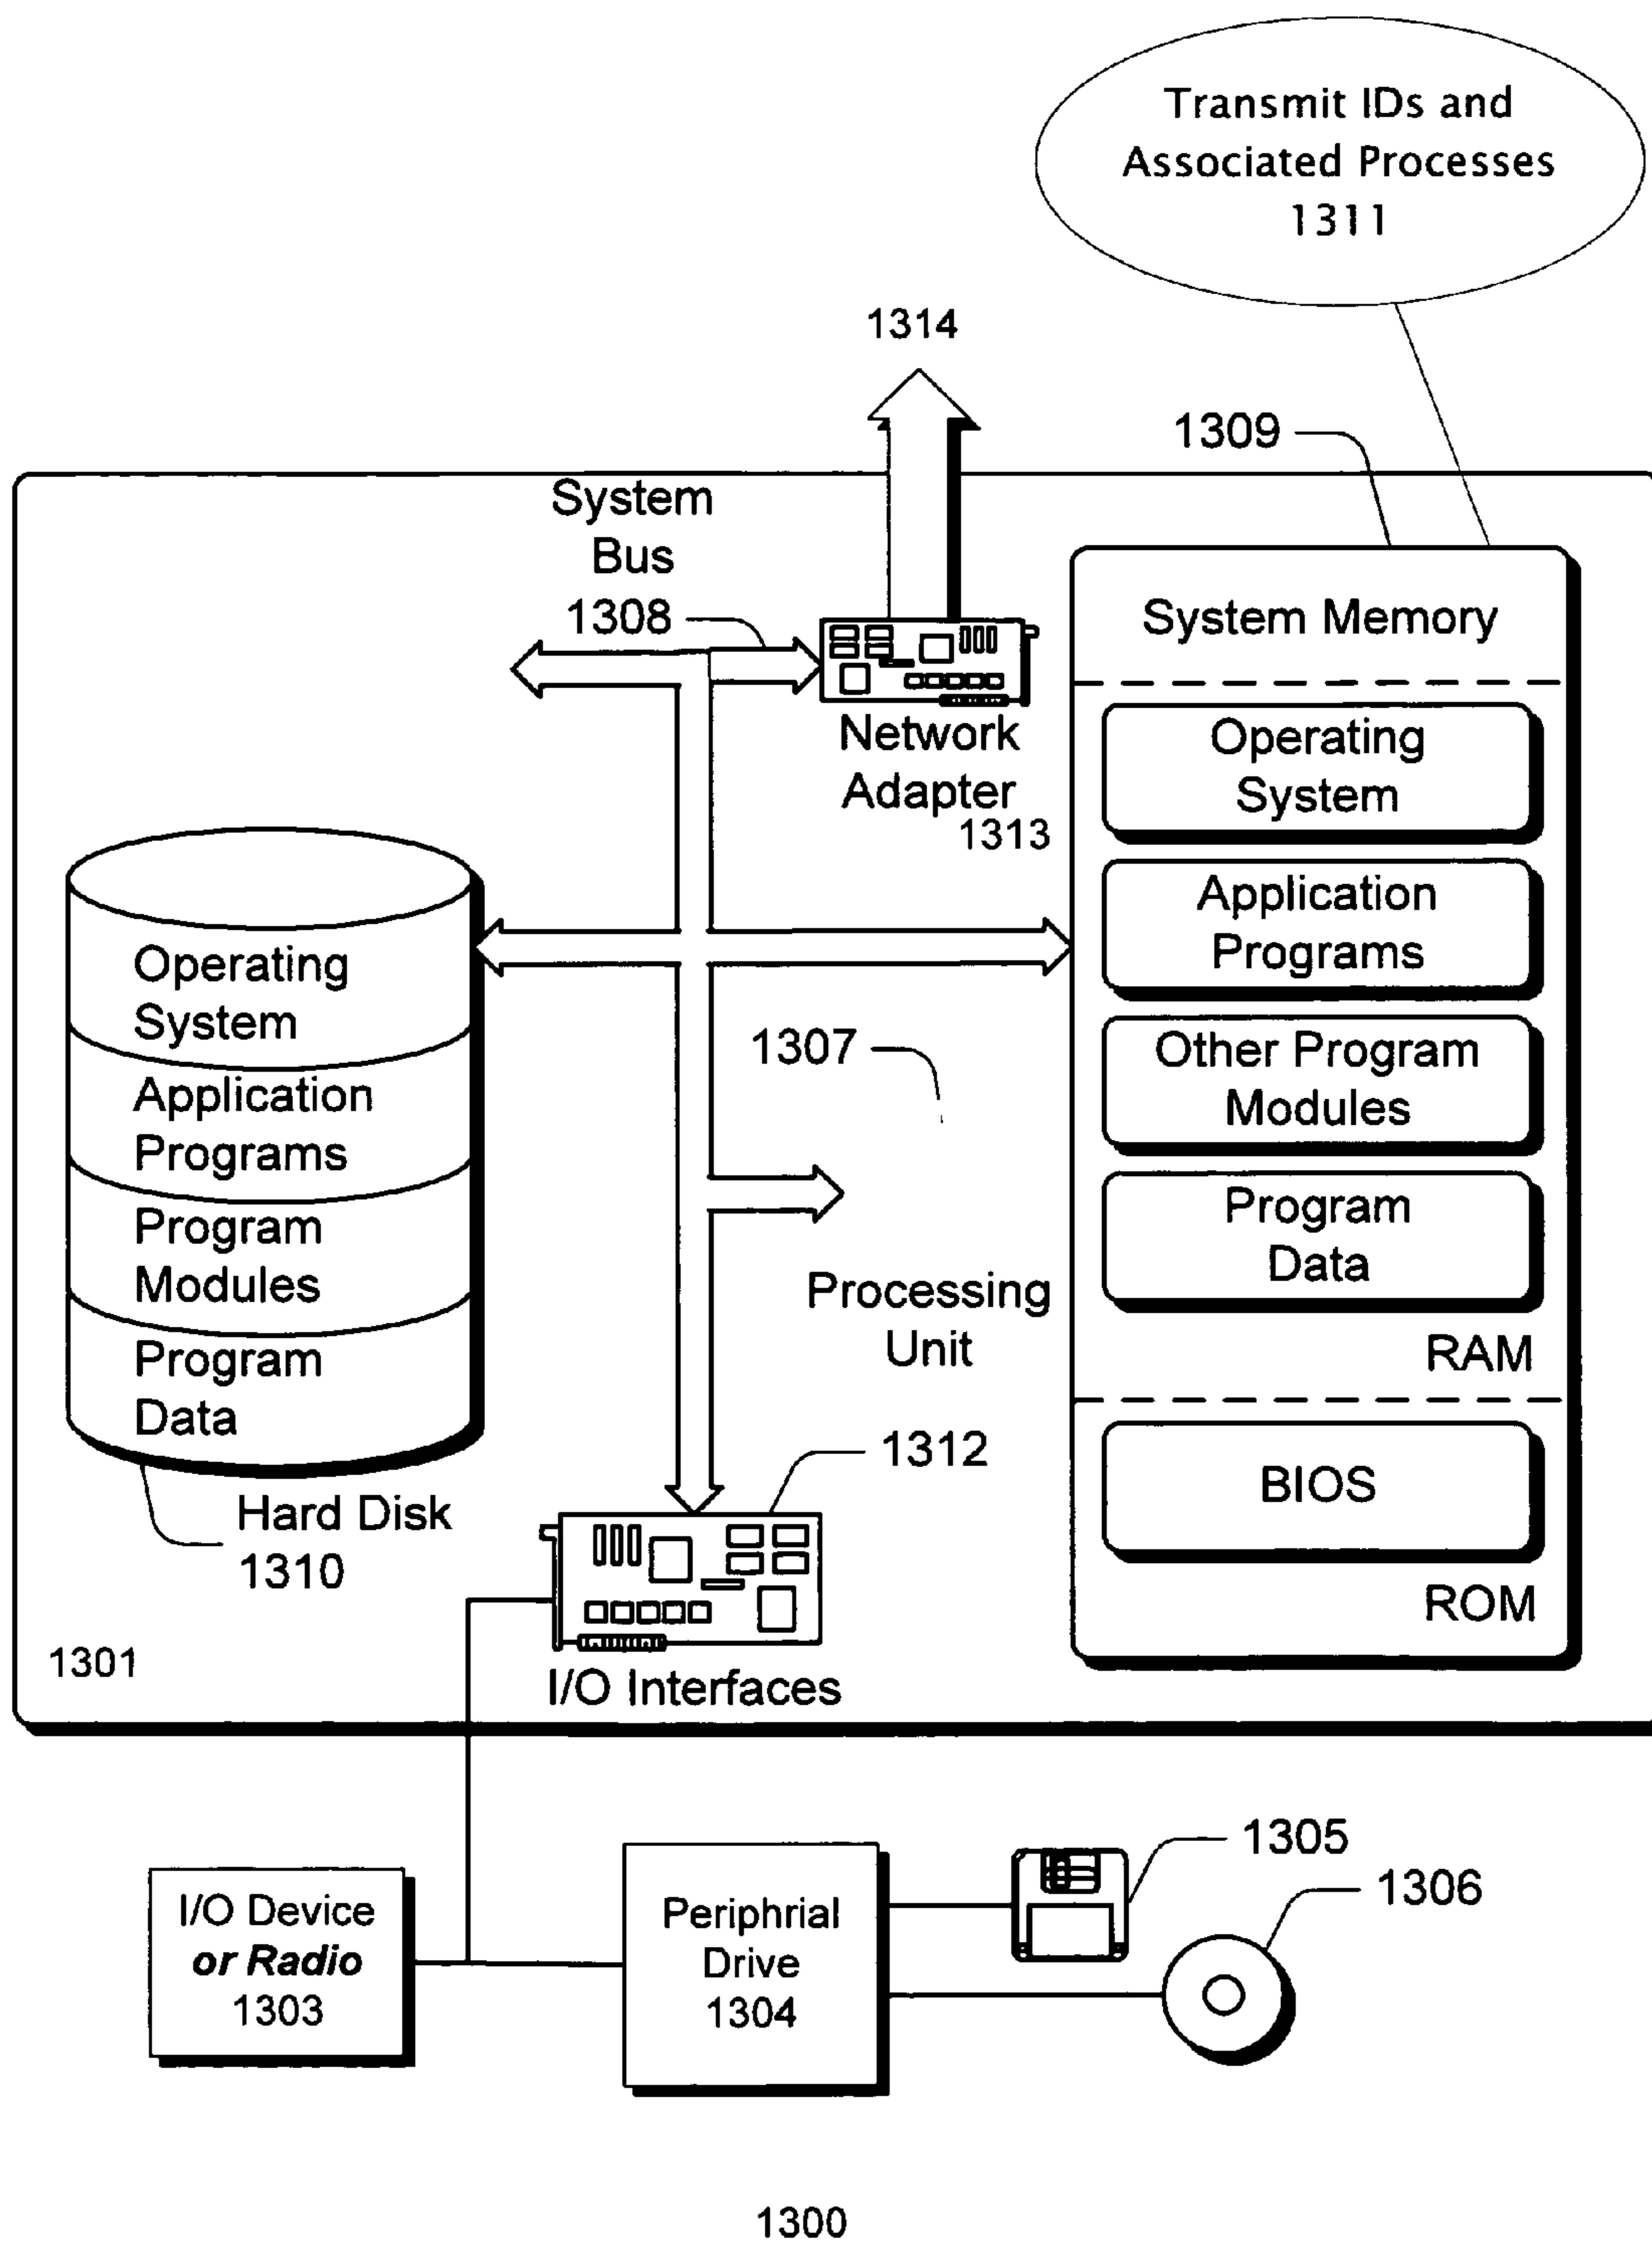 Transmit IDs and
Associated Processes
1311
1314
1309
System
Bus
1308
System Memory
Network
Adapter
1313
Operating
System
Application
Programs
Other Program
Modules
Program
Data
RAM
BIOS
ROM
Operating
System
Application
Programs
Program
Modules
Program
Data
Hard Disk
1310
1307
Processing
Unit
1312
I/O Interfaces
1301
I/O Device
or Radio
1303
Periphrial
Drive
1304
1305
1306
1300